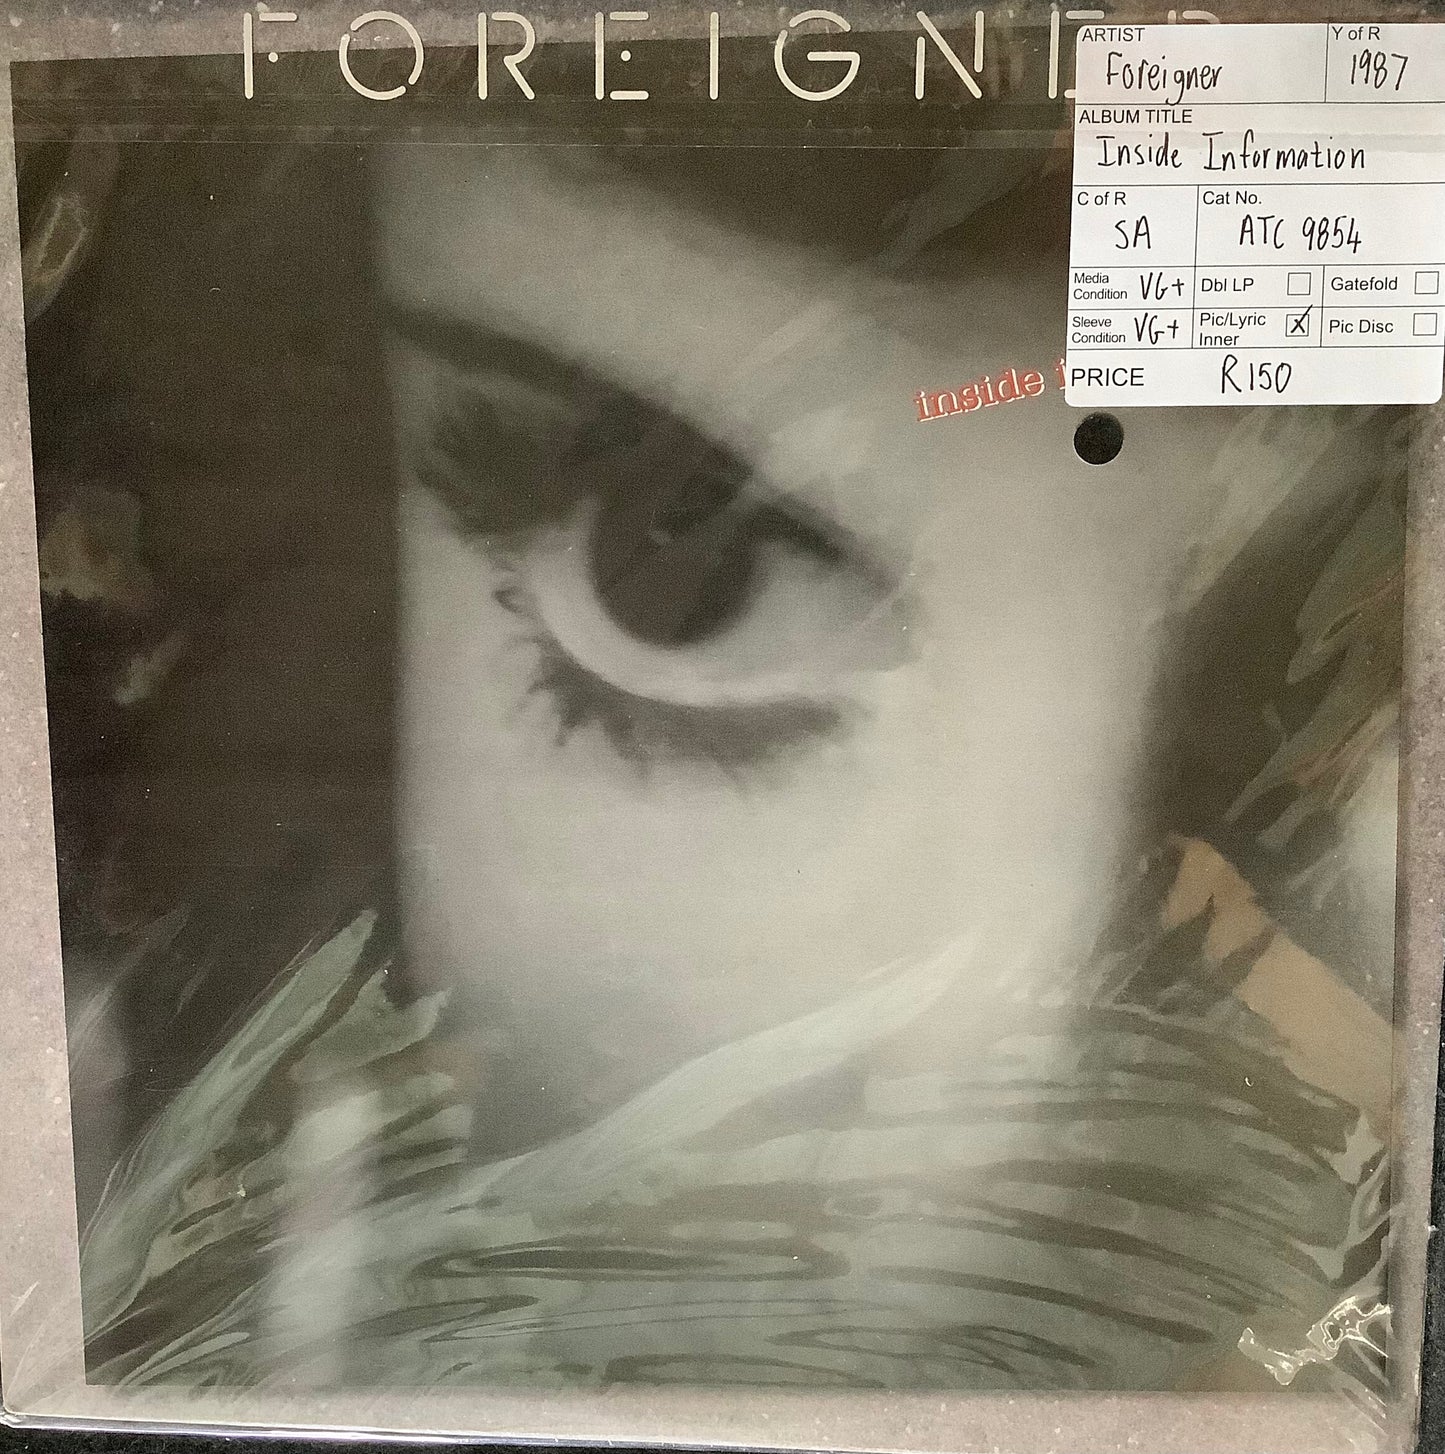 FOREIGNER
ARTIST Y of R
Foreigner 1987
ALBUM TITLE
Inside Information
C of R Cat No.
SA ATC 9854
Media Condition VG+ Dbl LP Gatefold
Sleeve Condition VG+ Pic/Lyric Inner X Pic Disc
PRICE R150
inside